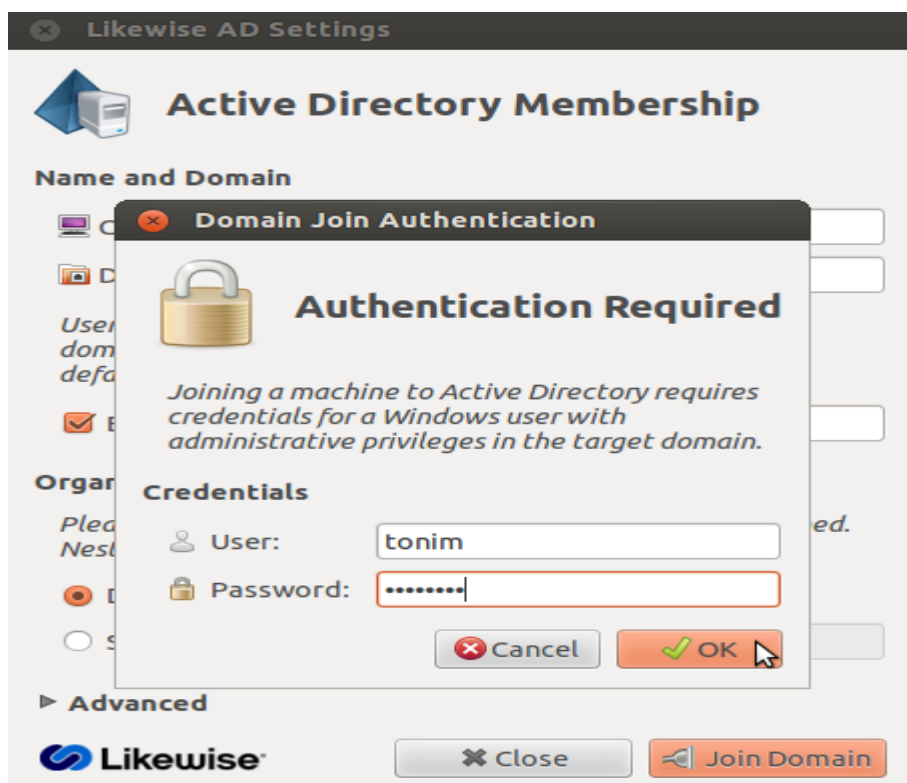 Likewise AD Settings
Active Directory Membership
Name and Domain
Domain Join Authentication
Authentication Required
Joining a machine to Active Directory requires
credentials for a Windows user with
administrative privileges in the target domain.
Credentials
User:
tonim
Password:
••••••••
Cancel
OK
ed.
Advanced
Likewise
Close
Join Domain